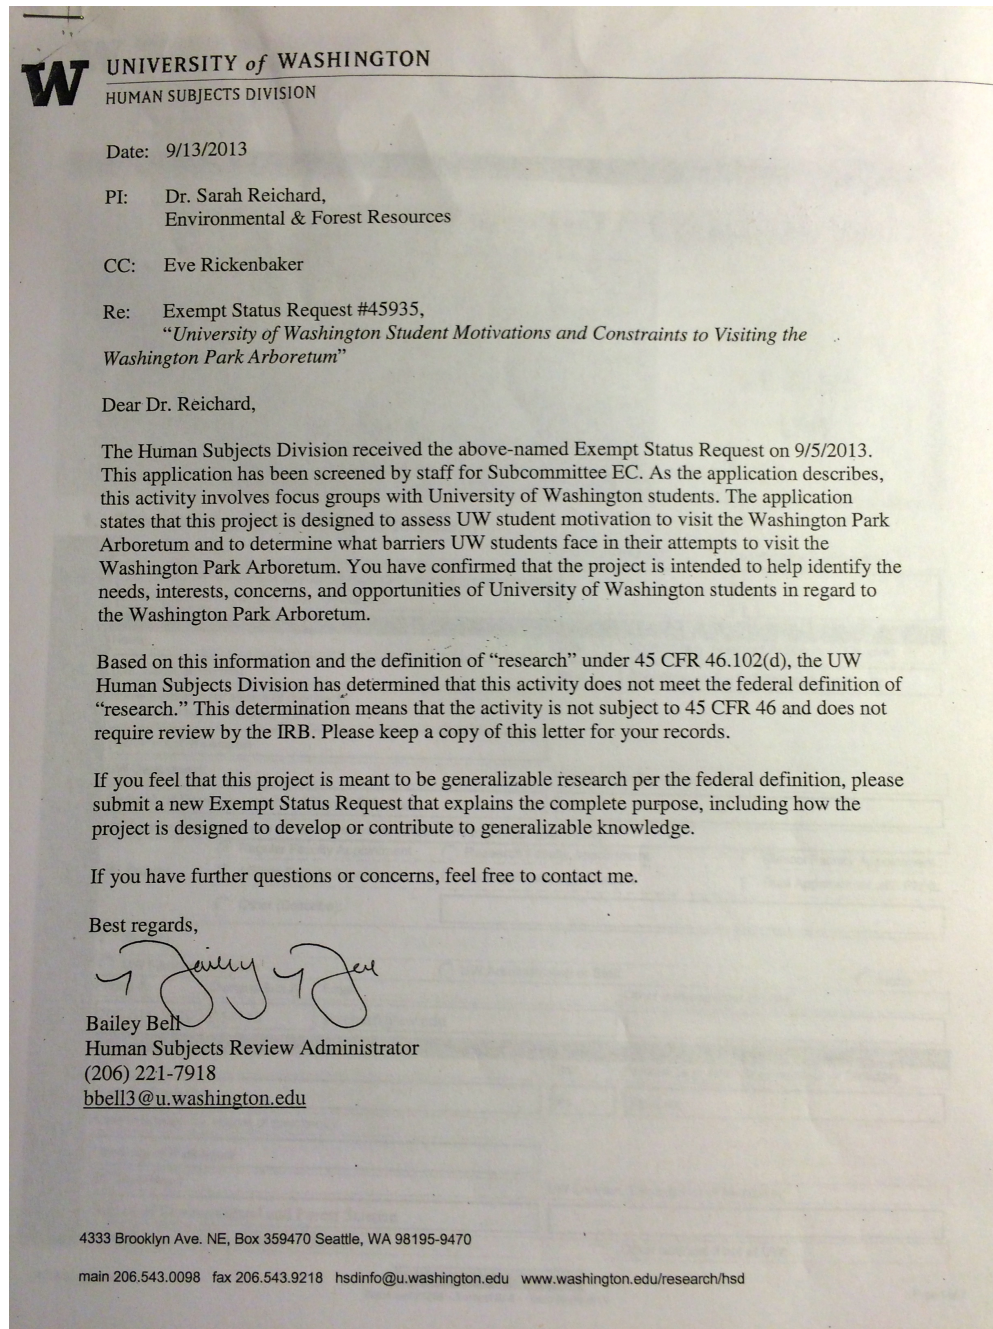 W
UNIVERSITY of WASHINGTON
HUMAN SUBJECTS DIVISION
Date: 9/13/2013
PI: Dr. Sarah Reichard,
Environmental & Forest Resources
CC: Eve Rickenbaker
Re: Exempt Status Request #45935,
“University of Washington Student Motivations and Constraints to Visiting the
Washington Park Arboretum”
Dear Dr. Reichard,
The Human Subjects Division received the above-named Exempt Status Request on 9/5/2013.
This application has been screened by staff for Subcommittee EC. As the application describes,
this activity involves focus groups with University of Washington students. The application
states that this project is designed to assess UW student motivation to visit the Washington Park
Arboretum and to determine what barriers UW students face in their attempts to visit the
Washington Park Arboretum. You have confirmed that the project is intended to help identify the
needs, interests, concerns, and opportunities of University of Washington students in regard to
the Washington Park Arboretum.
Based on this information and the definition of “research” under 45 CFR 46.102(d), the UW
Human Subjects Division has determined that this activity does not meet the federal definition of
“research.” This determination means that the activity is not subject to 45 CFR 46 and does not
require review by the IRB. Please keep a copy of this letter for your records.
If you feel that this project is meant to be generalizable research per the federal definition, please
submit a new Exempt Status Request that explains the complete purpose, including how the
project is designed to develop or contribute to generalizable knowledge.
If you have further questions or concerns, feel free to contact me.
Best regards,
Bailey Bell
Human Subjects Review Administrator
(206) 221-7918
bbell3@u.washington.edu
4333 Brooklyn Ave. NE, Box 359470 Seattle, WA 98195-9470
main 206.543.0098 fax 206.543.9218 hsdinfo@u.washington.edu www.washington.edu/research/hsd